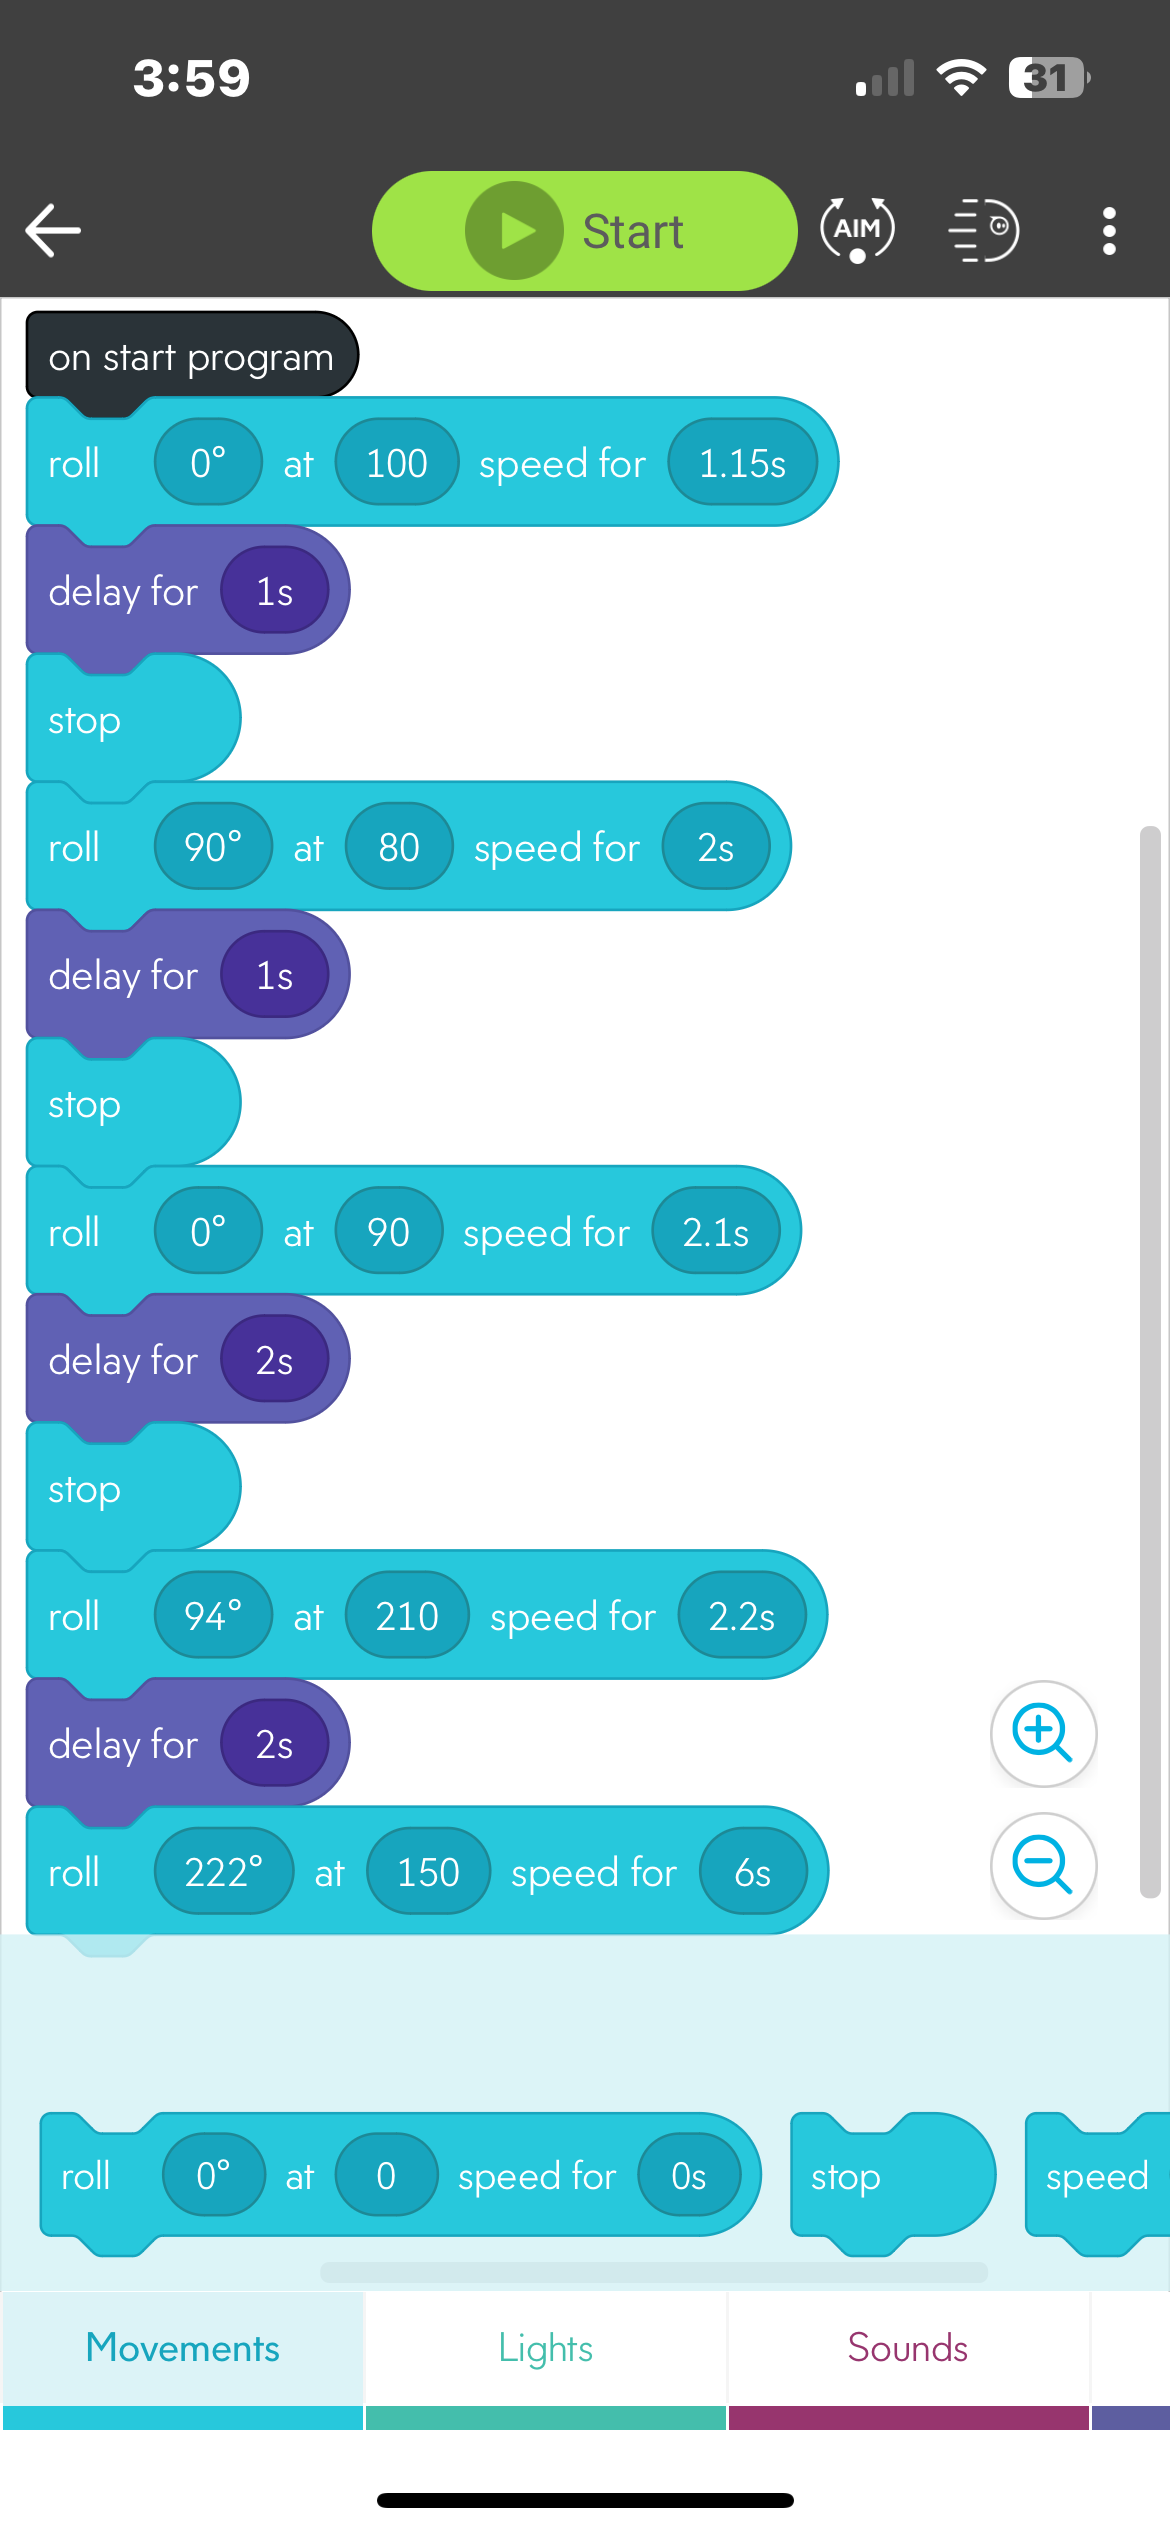 3:59
31
Start
AIM
on start program
roll 0° at 100 speed for 1.15s
delay for 1s
stop
roll 90° at 80 speed for 2s
delay for 1s
stop
roll 0° at 90 speed for 2.1s
delay for 2s
stop
roll 94° at 210 speed for 2.2s
delay for 2s
roll 222° at 150 speed for 6s
roll 0° at 0 speed for 0s stop speed
Movements Lights Sounds